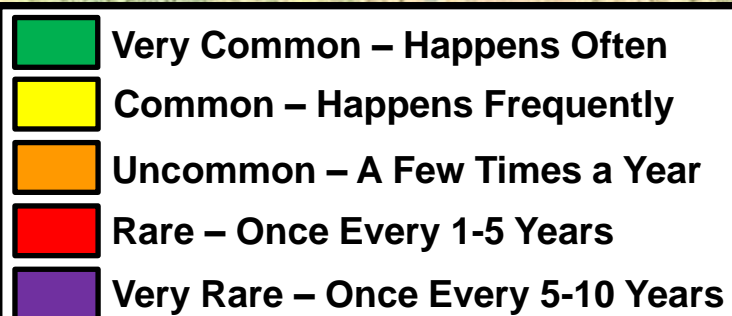 Very Common – Happens Often
Common – Happens Frequently
Uncommon – A Few Times a Year
Rare – Once Every 1-5 Years
Very Rare – Once Every 5-10 Years